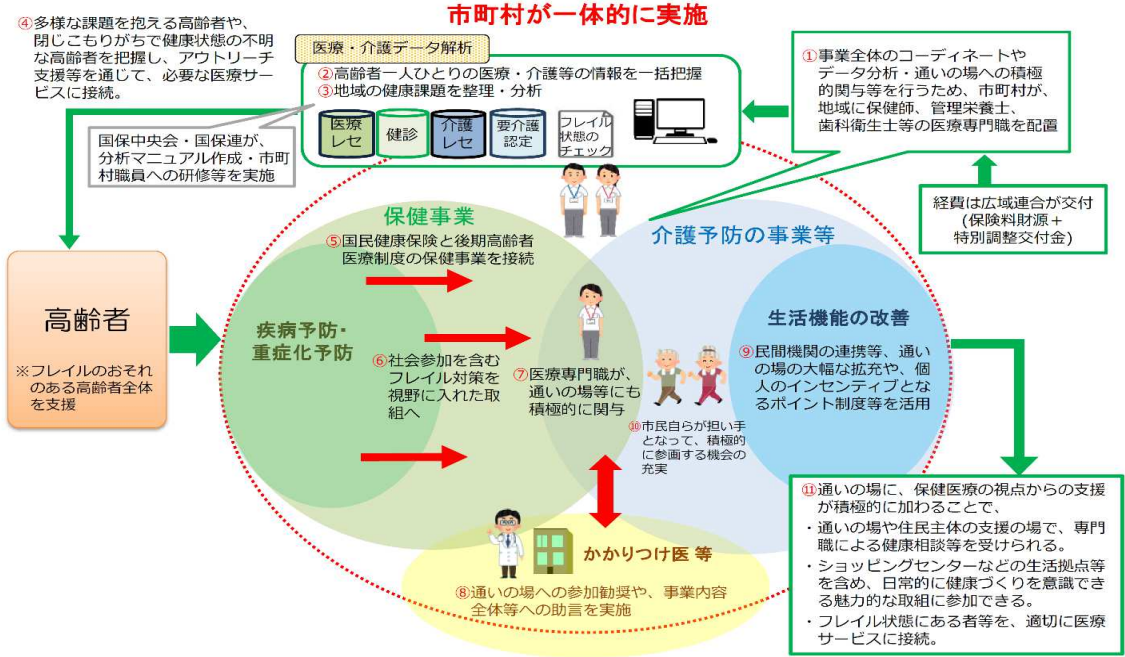 市町村が一体的に実施
④多様な課題を抱える高齢者や、
閉じこもりがちで健康状態の不明
な高齢者を把握し、アウトリーチ
支援等を通じて、必要な医療サー
ビスに接続。
医療・介護データ解析
②高齢者一人ひとりの医療・介護等の情報を一括把握
③地域の健康課題を整理・分析
医療
レセ
健診
介護
レセ
要介護
認定
フレイル
状態の
チェック
①事業全体のコーディネートや
データ分析・通いの場への積極
的関与等を行うため、市町村が、
地域に保健師、管理栄養士、
歯科衛生士等の医療専門職を配置
国保中央会・国保連が、
分析マニュアル作成・市町
村職員への研修等を実施
経費は広域連合が交付
(保険料財源＋
特別調整交付金)
保健事業
⑤国民健康保険と後期高齢者
医療制度の保健事業を接続
介護予防の事業等
高齢者
※フレイルのおそれ
のある高齢者全体
を支援
疾病予防・
重症化予防
⑥社会参加を含む
フレイル対策を
視野に入れた取
組へ
⑦医療専門職が、
通いの場等にも
積極的に関与
生活機能の改善
⑨民間機関の連携等、通い
の場の大幅な拡充や、個
人のインセンティブとな
るポイント制度等を活用
⑩市民自らが担い手
となって、積極的
に参画する機会の
充実
かかりつけ医 等
⑧通いの場への参加勧奨や、事業内容
全体等への助言を実施
⑪通いの場に、保健医療の視点からの支援
が積極的に加わることで、
・通いの場や住民主体の支援の場で、専門
職による健康相談等を受けられる。
・ショッピングセンターなどの生活拠点等
を含め、日常的に健康づくりを意識できる
魅力的な取組に参加できる。
・フレイル状態にある者等を、適切に医療
サービスに接続。